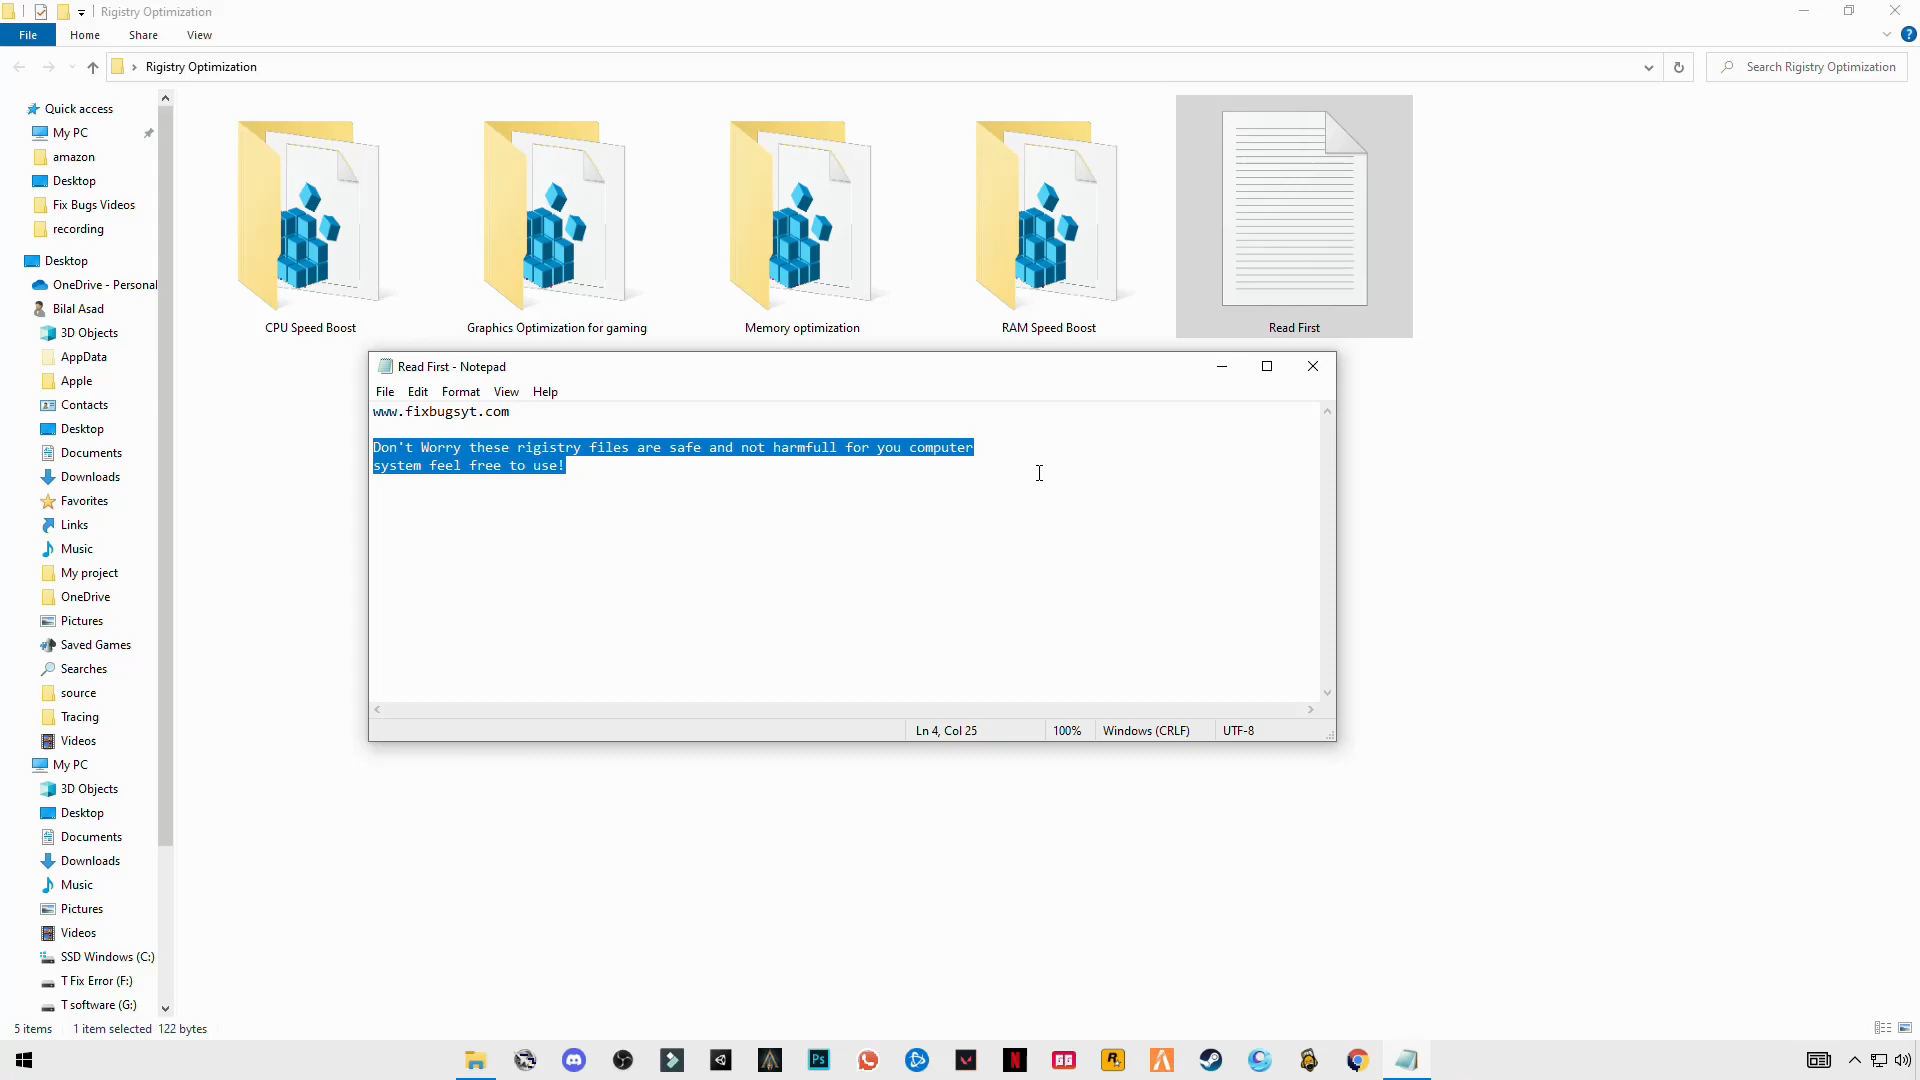 Rigistry Optimization
File Home Share View
Rigistry Optimization
Search Rigistry Optimization
Quick access
My PC
amazon
Desktop
Fix Bugs Videos
recording
Desktop
OneDrive - Personal
Bilal Asad
3D Objects
AppData
Apple
Contacts
Desktop
Documents
Downloads
Favorites
Links
Music
My project
OneDrive
Pictures
Saved Games
Searches
source
Tracing
Videos
My PC
3D Objects
Desktop
Documents
Downloads
Music
Pictures
Videos
SSD Windows (C:)
T Fix Error (F:)
T software (G:)
CPU Speed Boost
Graphics Optimization for gaming
Memory optimization
RAM Speed Boost
Read First
Read First - Notepad
File Edit Format View Help
www.fixbugsyt.com
Don't Worry these rigistry files are safe and not harmfull for you computer
system feel free to use!
Ln 4, Col 25 100% Windows (CRLF) UTF-8
5 items 1 item selected 122 bytes